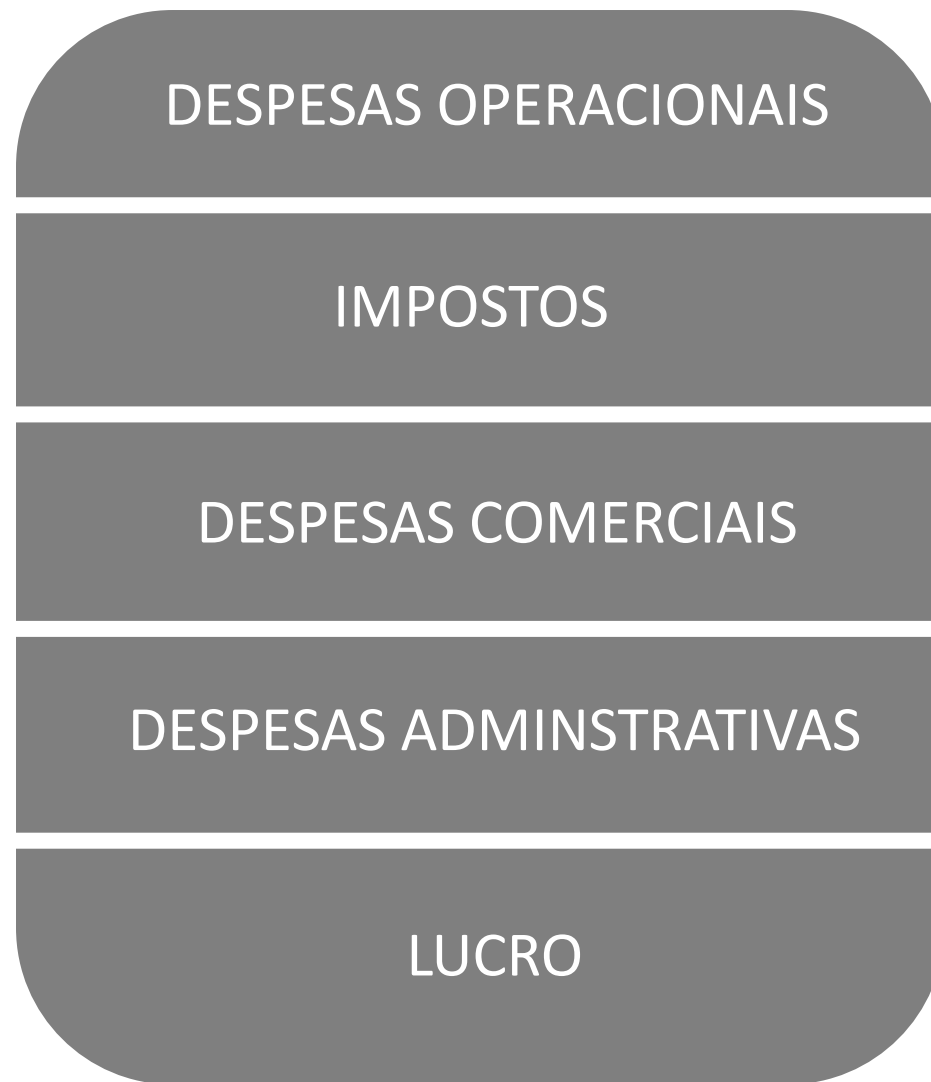 DESPESAS OPERACIONAIS
IMPOSTOS
DESPESAS COMERCIAIS
DESPESAS ADMINSTRATIVAS
LUCRO